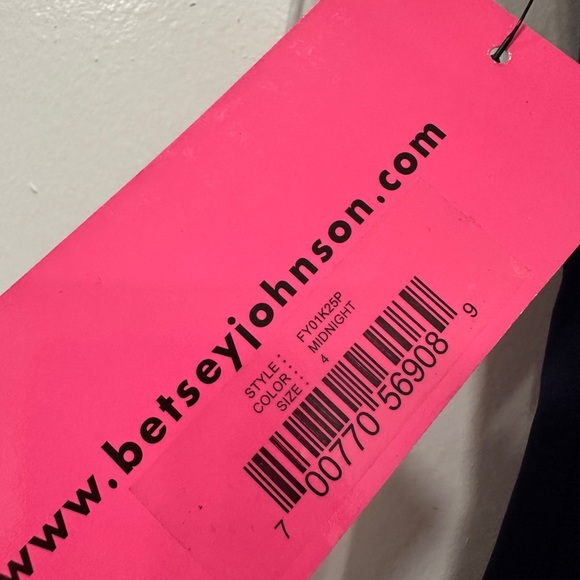 www.betseyjohnson.com
STYLE: FY01K25P
COLOR: MIDNIGHT
SIZE: 4
7 00770 56908 9